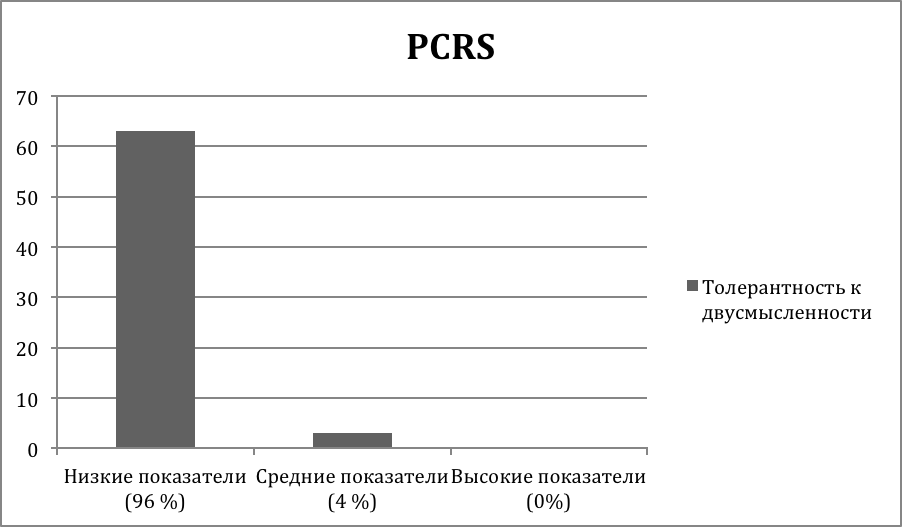 PCRS
70
60
50
40
30
20
10
0
Низкие показатели
(96 %)
Средние показатели
(4 %)
Высокие показатели
(0%)
Толерантность к
двусмысленности